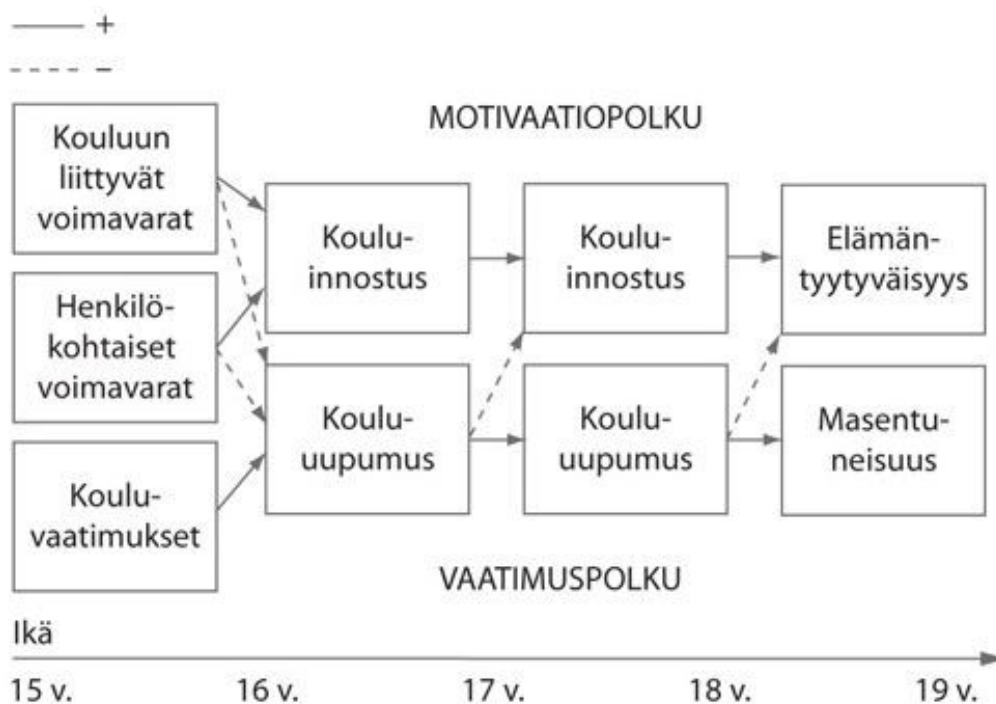 +
–
MOTIVAATIOPOLKU
Kouluun
liittyvät
voimavarat
Henkilö-
kohtaiset
voimavarat
Koulu-
vaatimukset
Koulu-
innostus
Koulu-
uupumus
Koulu-
innostus
Koulu-
uupumus
Elämän-
tyytyväisyys
Masentu-
neisuus
VAATIMUSPOLKU
Ikä
15 v. 16 v. 17 v. 18 v. 19 v.